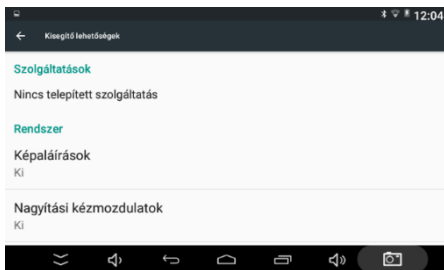 12:04
Kisegítő lehetőségek
Szolgáltatások
Nincs telepített szolgáltatás
Rendszer
Képaláírások
Ki
Nagyítási kézmozdulatok
Ki